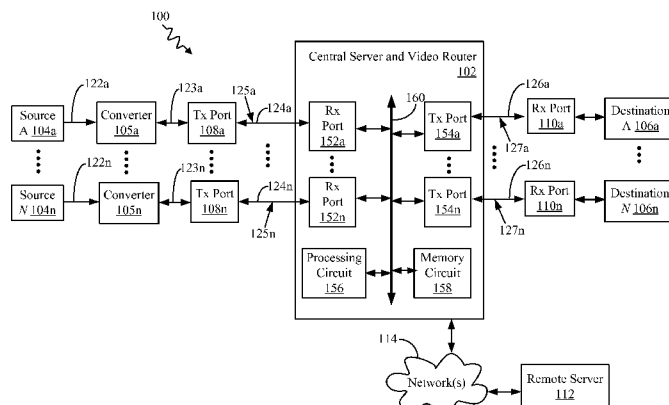 100
Central Server and Video Router
102
122a
123a
125a
124a
160
126a
Source
A 104a
Converter
105a
Tx Port
108a
Rx
Port
152a
Tx Port
154a
127a
Rx Port
110a
Destination
A 106a
122n
123n
124n
126n
Source
N 104n
Converter
105n
Tx Port
108n
125n
Rx
Port
152n
Tx Port
154n
127n
Rx Port
110n
Destination
N 106n
Processing
Circuit
156
Memory
Circuit
158
114
Network(s)
Remote Server
112